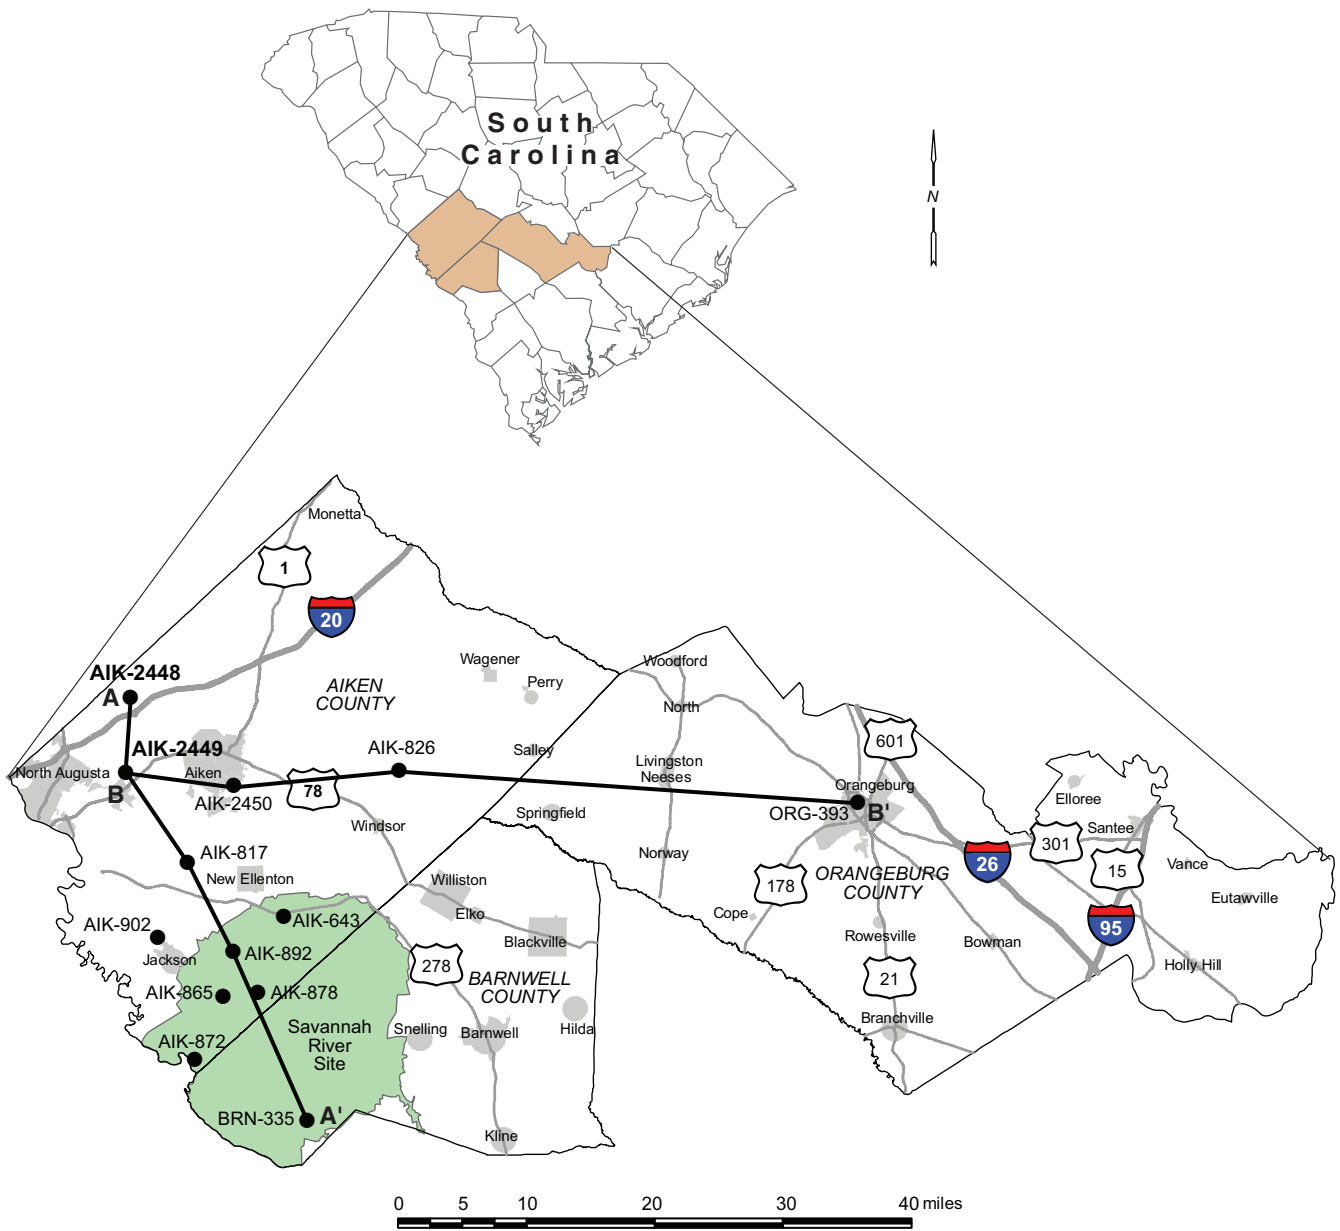 South
Carolina
N
Monetta
1
20
AIK-2448
A
AIKEN
COUNTY
Wagener
Perry
Woodford
North
AIK-2449
AIK-826
Salley
601
North Augusta
Aiken
Livingston
Neeses
B
AIK-2450
78
Orangeburg
ORG-393
B'
Elloree
Windsor
Springfield
Santee
301
AIK-817
Norway
26
15
Vance
New Ellenton
Williston
178
ORANGEBURG
COUNTY
Eutawville
AIK-902
AIK-643
Elko
Cope
95
Blackville
Rowesville
Bowman
Jackson
AIK-892
278
Holly Hill
AIK-865
AIK-878
BARNWELL
COUNTY
21
Savannah
River
Site
Snelling
Barnwell
Hilda
Branchville
AIK-872
BRN-335
A'
Kline
0 5 10 20 30 40 miles